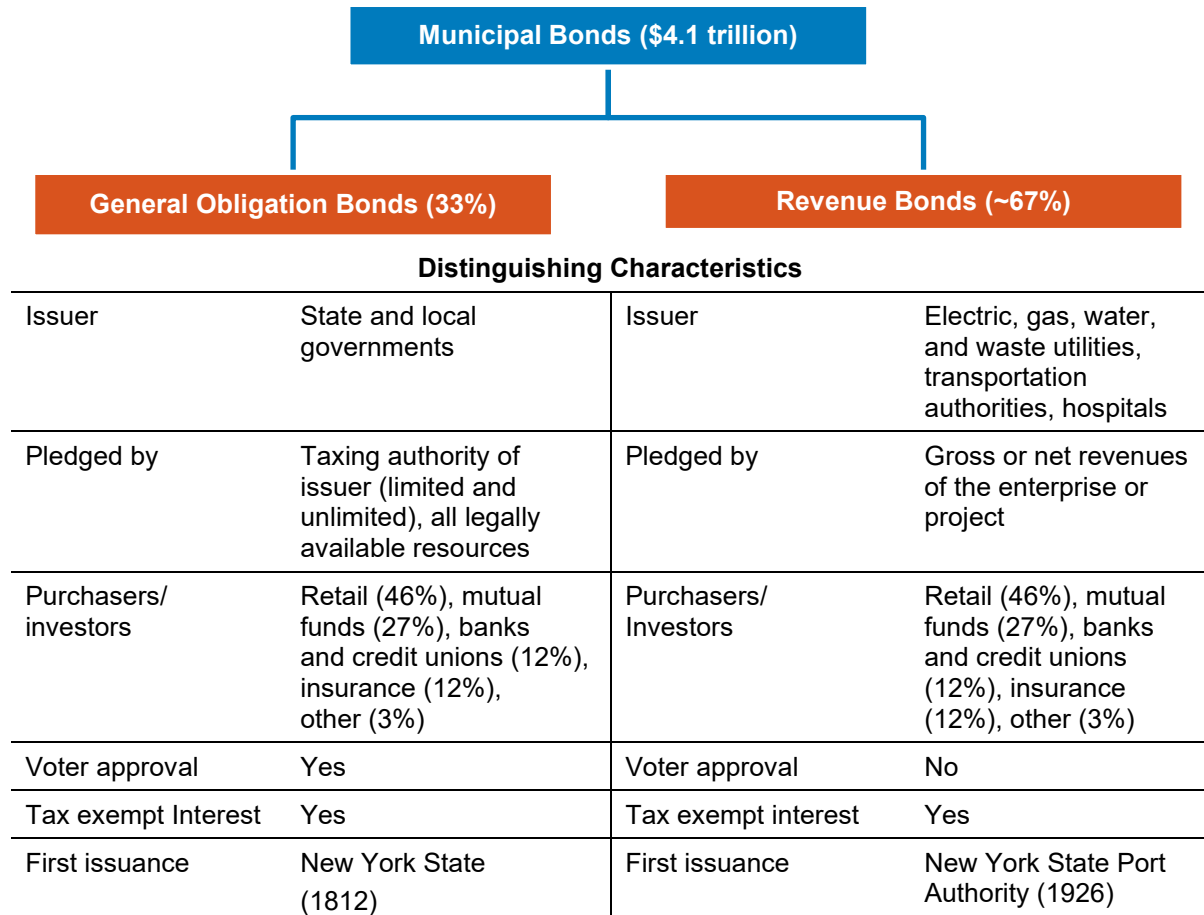 Municipal Bonds ($4.1 trillion)
General Obligation Bonds (33%)
Revenue Bonds (~67%)
Distinguishing Characteristics
Issuer
State and local
governments
Issuer
Electric, gas, water,
and waste utilities,
transportation
authorities, hospitals
Pledged by
Taxing authority of
issuer (limited and
unlimited), all legally
available resources
Pledged by
Gross or net revenues
of the enterprise or
project
Purchasers/
investors
Retail (46%), mutual
funds (27%), banks
and credit unions (12%),
insurance (12%),
other (3%)
Purchasers/
Investors
Retail (46%), mutual
funds (27%), banks
and credit unions
(12%), insurance
(12%), other (3%)
Voter approval
Yes
Voter approval
No
Tax exempt Interest
Yes
Tax exempt interest
Yes
First issuance
New York State
(1812)
First issuance
New York State Port
Authority (1926)